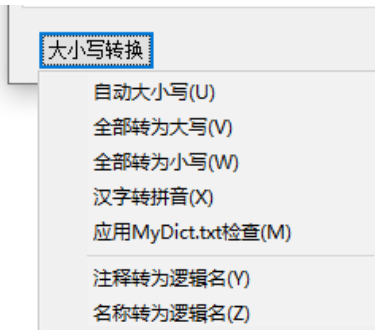 大小写转换
自动大小写(U)
全部转为大写(V)
全部转为小写(W)
汉字转拼音(X)
应用MyDict.txt检查(M)
注释转为逻辑名(Y)
名称转为逻辑名(Z)